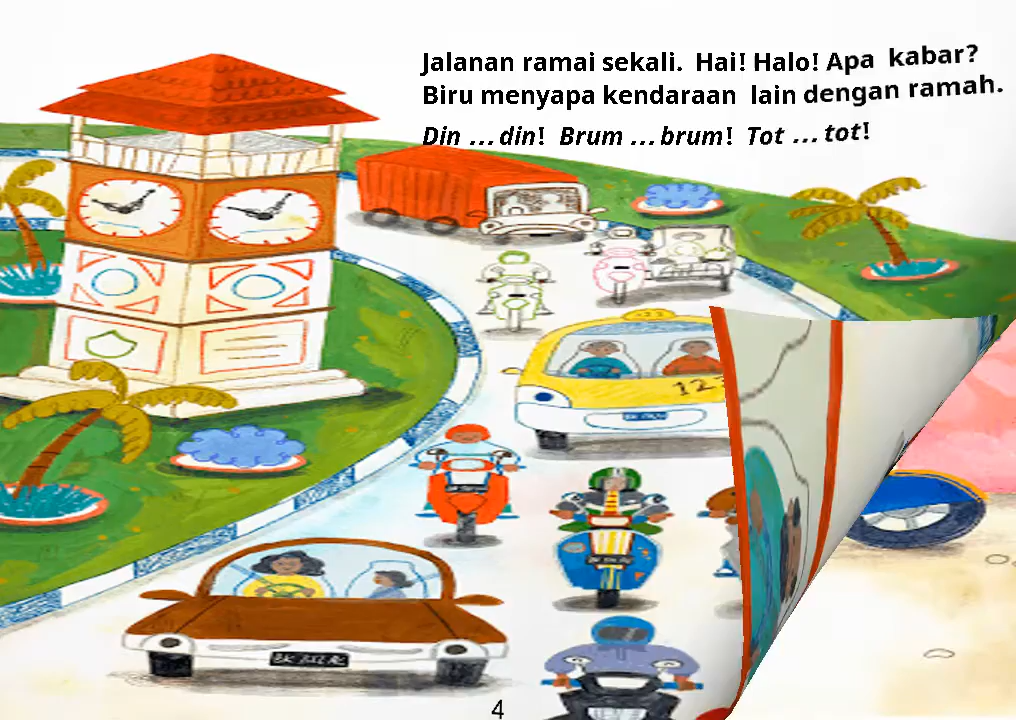 Jalanan ramai sekali. Hai! Halo! Apa kabar?
Biru menyapa kendaraan lain dengan ramah.
Din ... din! Brum ... brum! Tot ... tot!
123
4